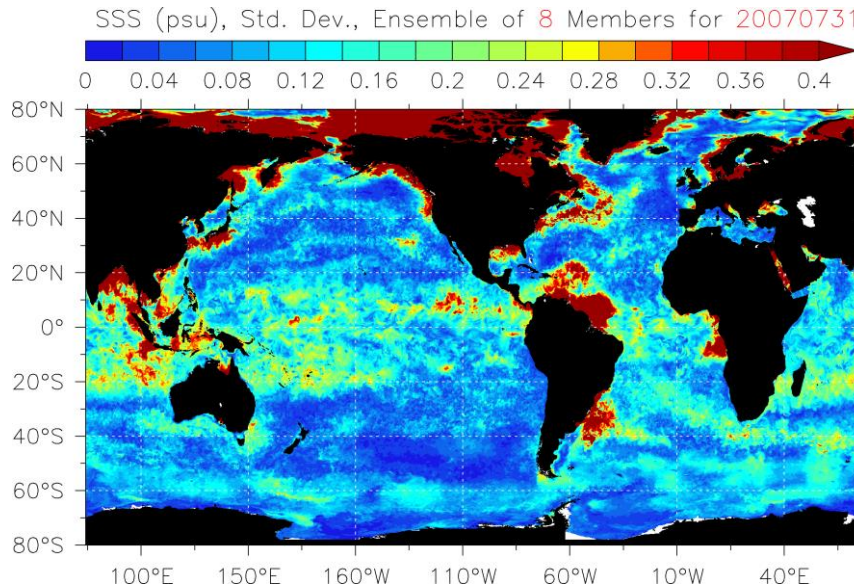 SSS (psu), Std. Dev., Ensemble of 8 Members for 20070731
0 0.04 0.08 0.12 0.16 0.2 0.24 0.28 0.32 0.36 0.4
80°N
60°N
40°N
20°N
0°
20°S
40°S
60°S
80°S
100°E 150°E 160°W 110°W 60°W 10°W 40°E